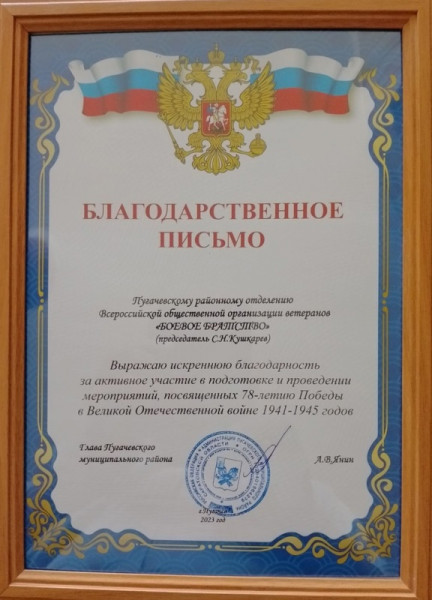 БЛАГОДАРСТВЕННОЕ
ПИСЬМО
Пугачевскому районному отделению
Всероссийской общественной организации ветеранов
«БОЕВОЕ БРАТСТВО»
(председатель С.Н.Кушкарев)
Выражаю искреннюю благодарность
за активное участие в подготовке и проведении
мероприятий, посвященных 78-летию Победы
в Великой Отечественной войне 1941-1945 годов
Глава Пугачевского
муниципального района
А.В.Янин
2023 год